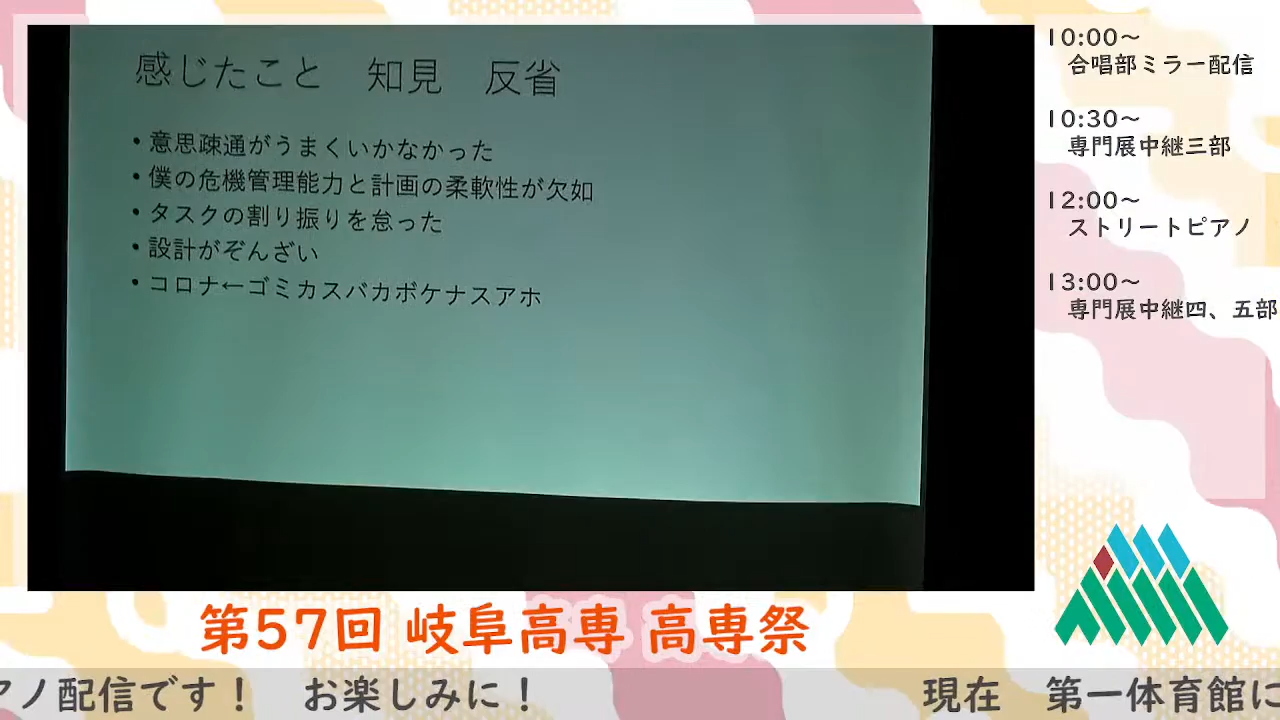 感じたこと　知見　反省
•意思疎通がうまくいかなかった
•僕の危機管理能力と計画の柔軟性が欠如
•タスクの割り振りを怠った
•設計がぞんざい
•コロナ←ゴミカスバカボケナスアホ
10:00～
合唱部ミラー配信
10:30～
専門展中継三部
12:00～
ストリートピアノ
13:00～
専門展中継四、五部
第57回 岐阜高専 高専祭
アノ配信です！　お楽しみに！　現在　第一体育館に